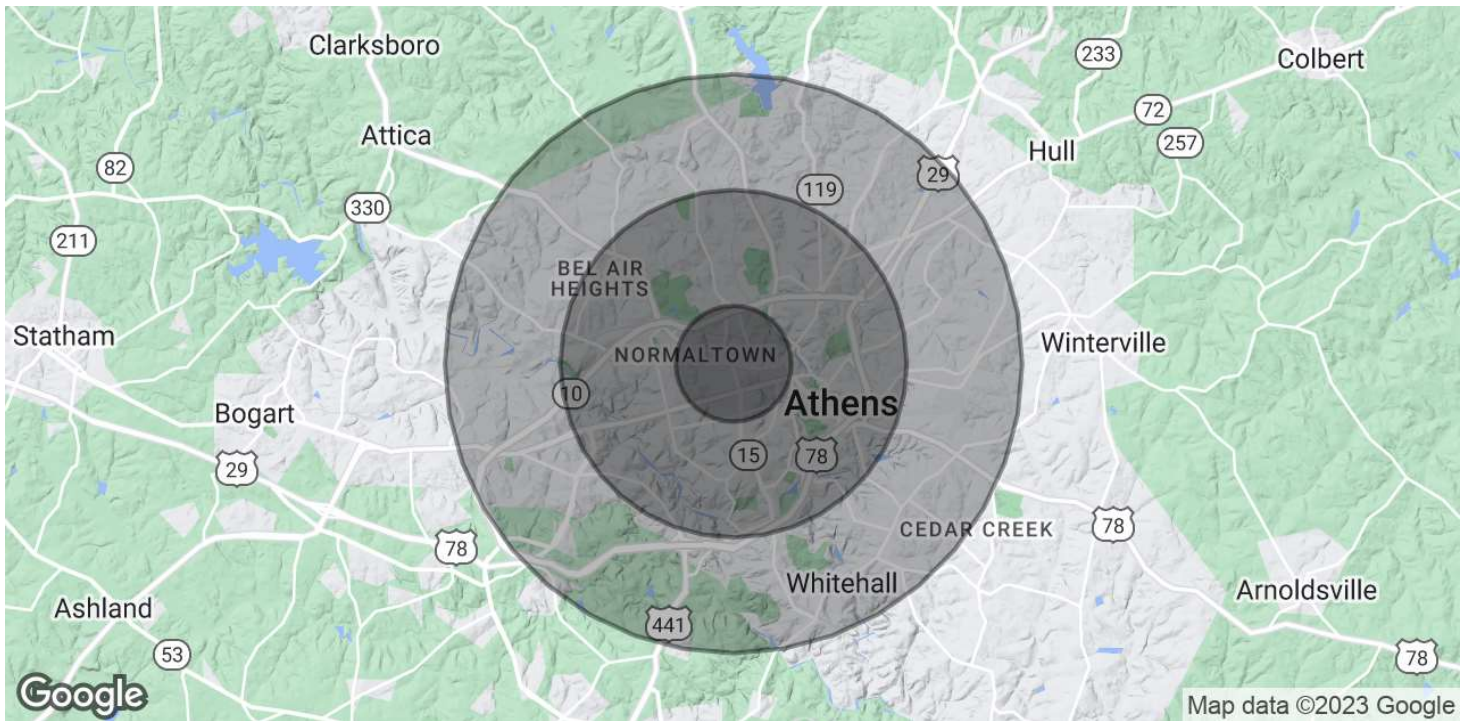 Clarksboro
233
Colbert
72
Attica
257
Hull
82
29
119
330
211
BEL AIR
HEIGHTS
Statham
NORMALTOWN
Winterville
10
Athens
Bogart
15
78
29
CEDAR CREEK
78
78
Whitehall
Arnoldsville
Ashland
441
53
78
Google
Map data ©2023 Google